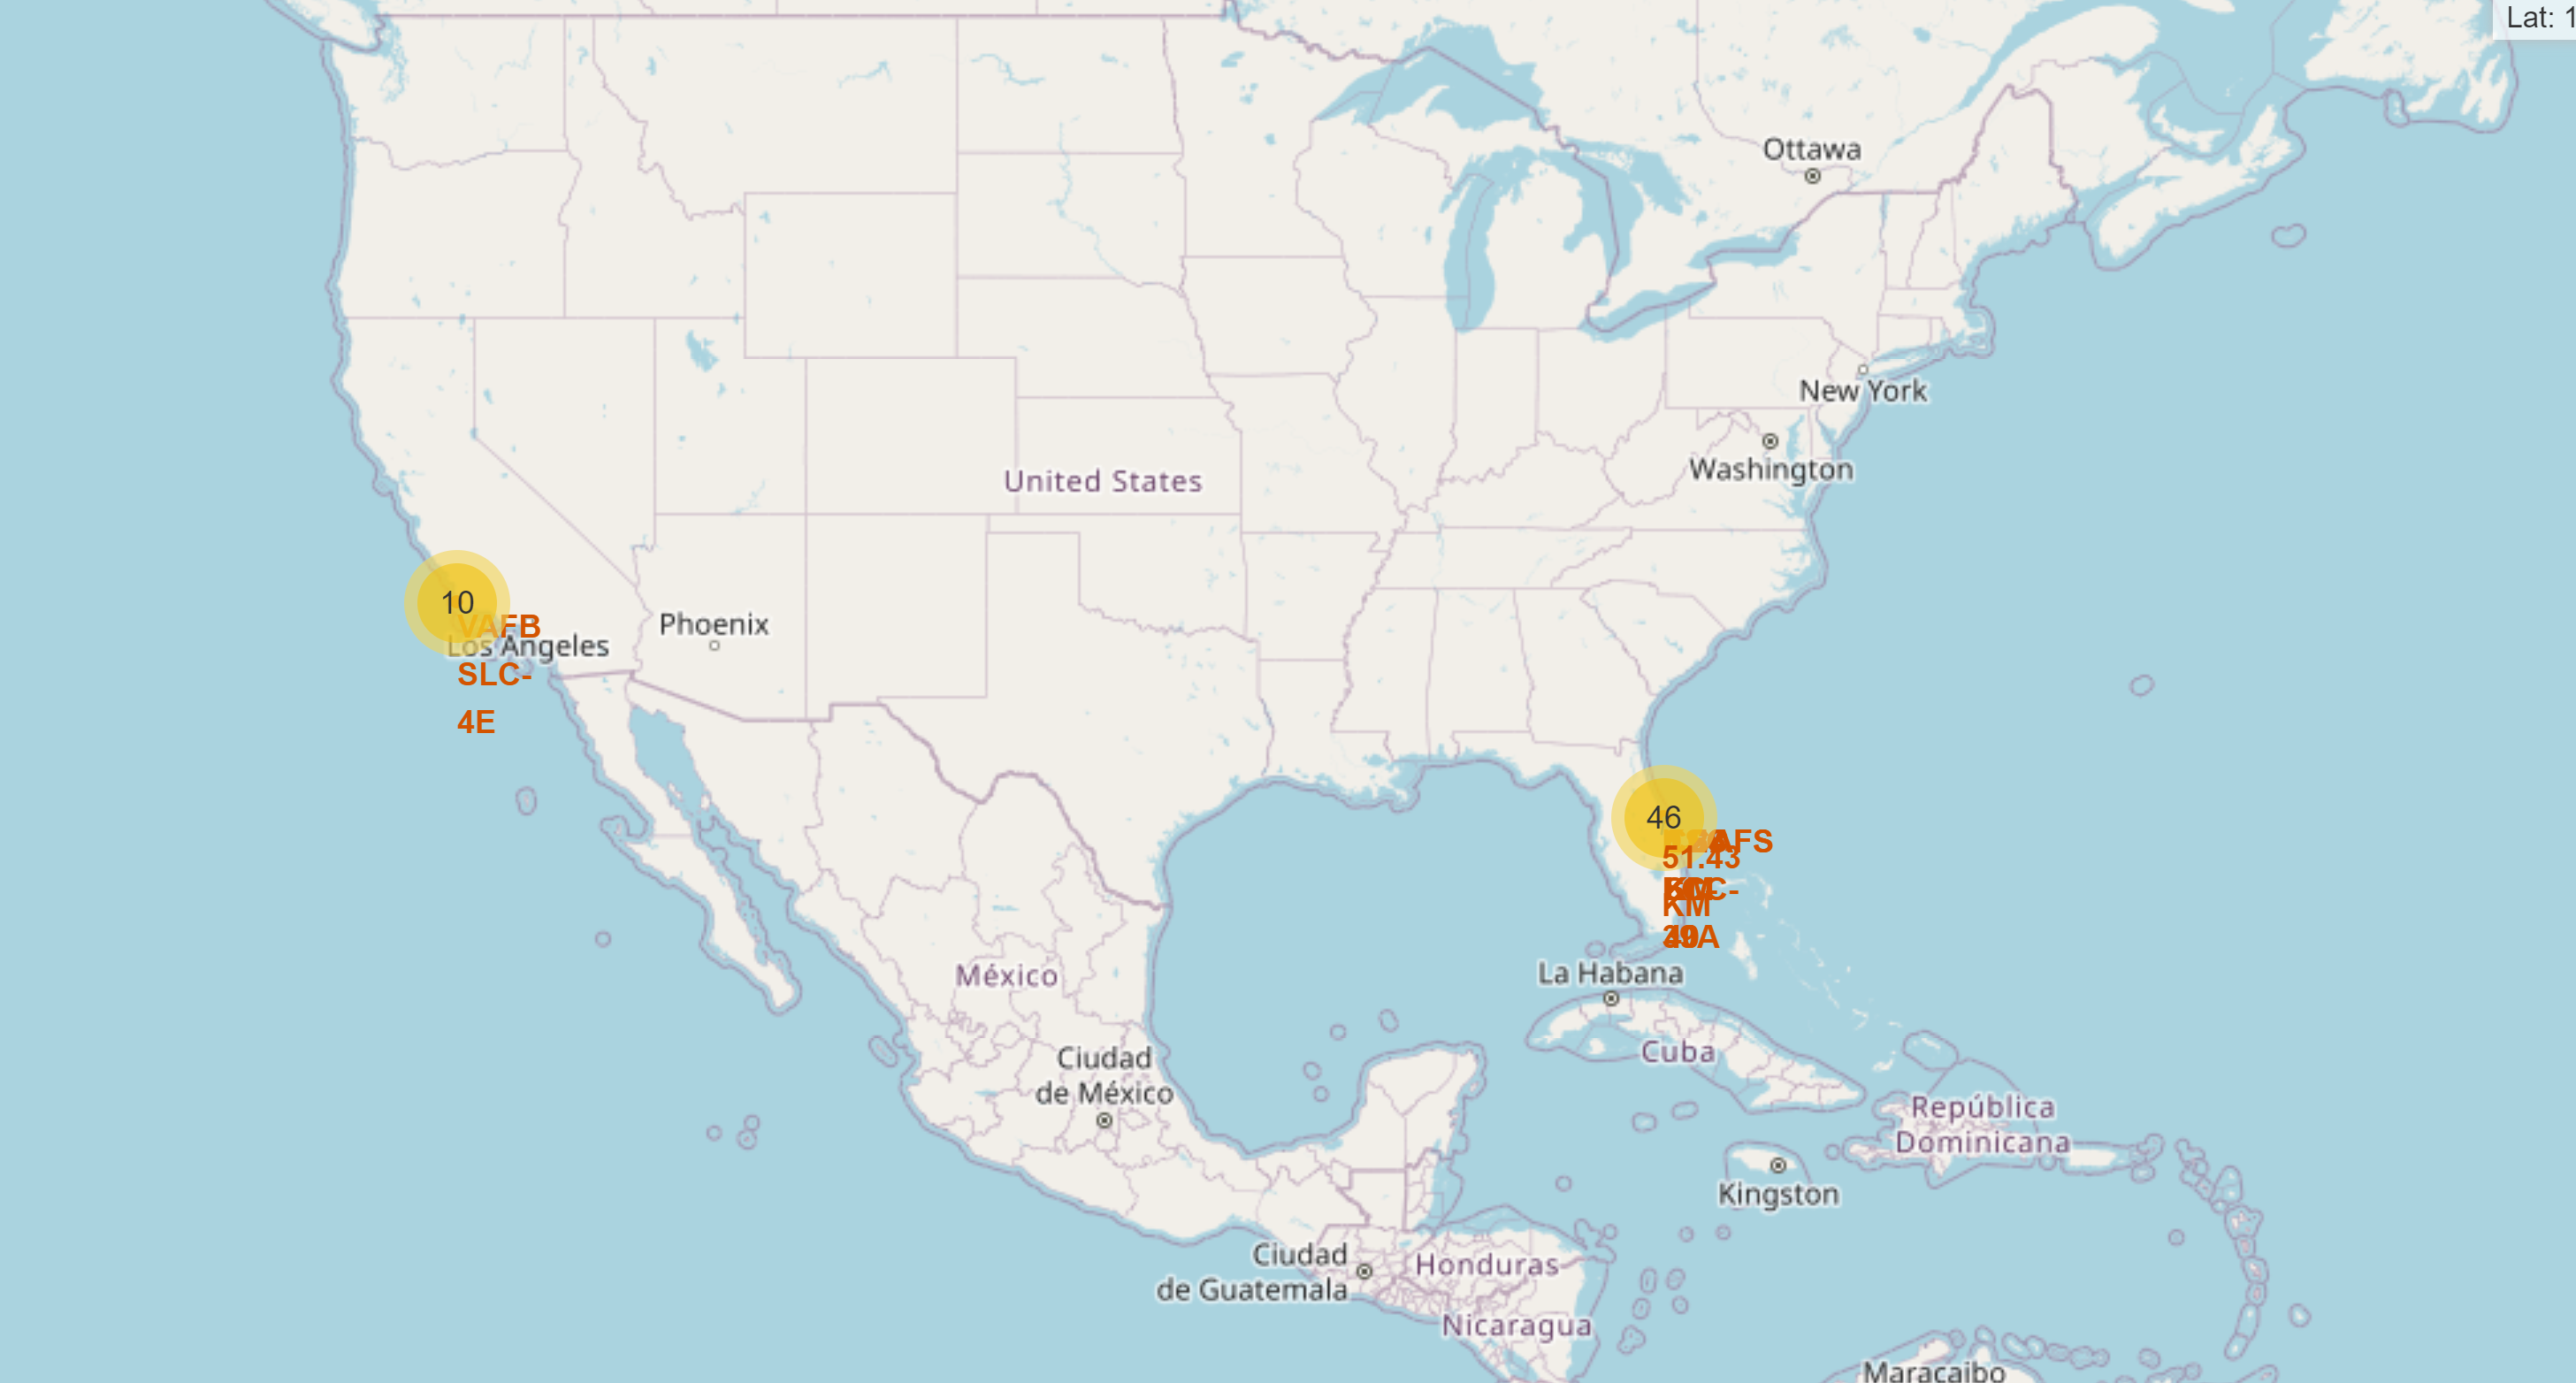 Lat: 1
Ottawa
New York
Washington
United States
10
VAFB
Los Angeles
SLC-
4E
Phoenix
46
51.43
KM
La Habana
México
Cuba
Ciudad
de México
República
Dominicana
Kingston
Ciudad
de Guatemala
Honduras
Nicaragua
Maracaibo